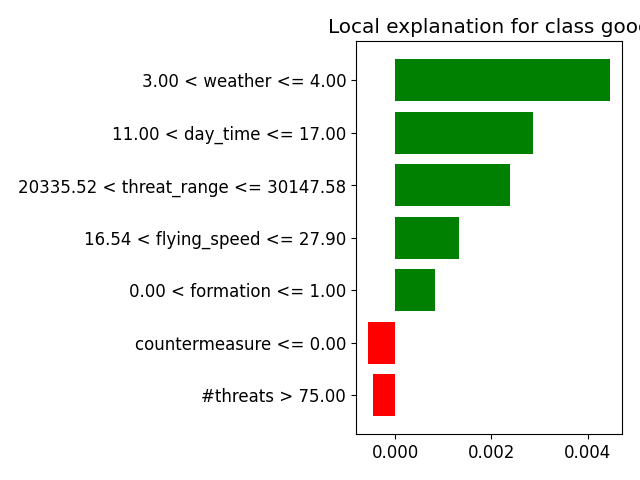 Local explanation for class good
3.00 < weather <= 4.00
11.00 < day_time <= 17.00
20335.52 < threat_range <= 30147.58
16.54 < flying_speed <= 27.90
0.00 < formation <= 1.00
countermeasure <= 0.00
#threats > 75.00
0.000 0.002 0.004